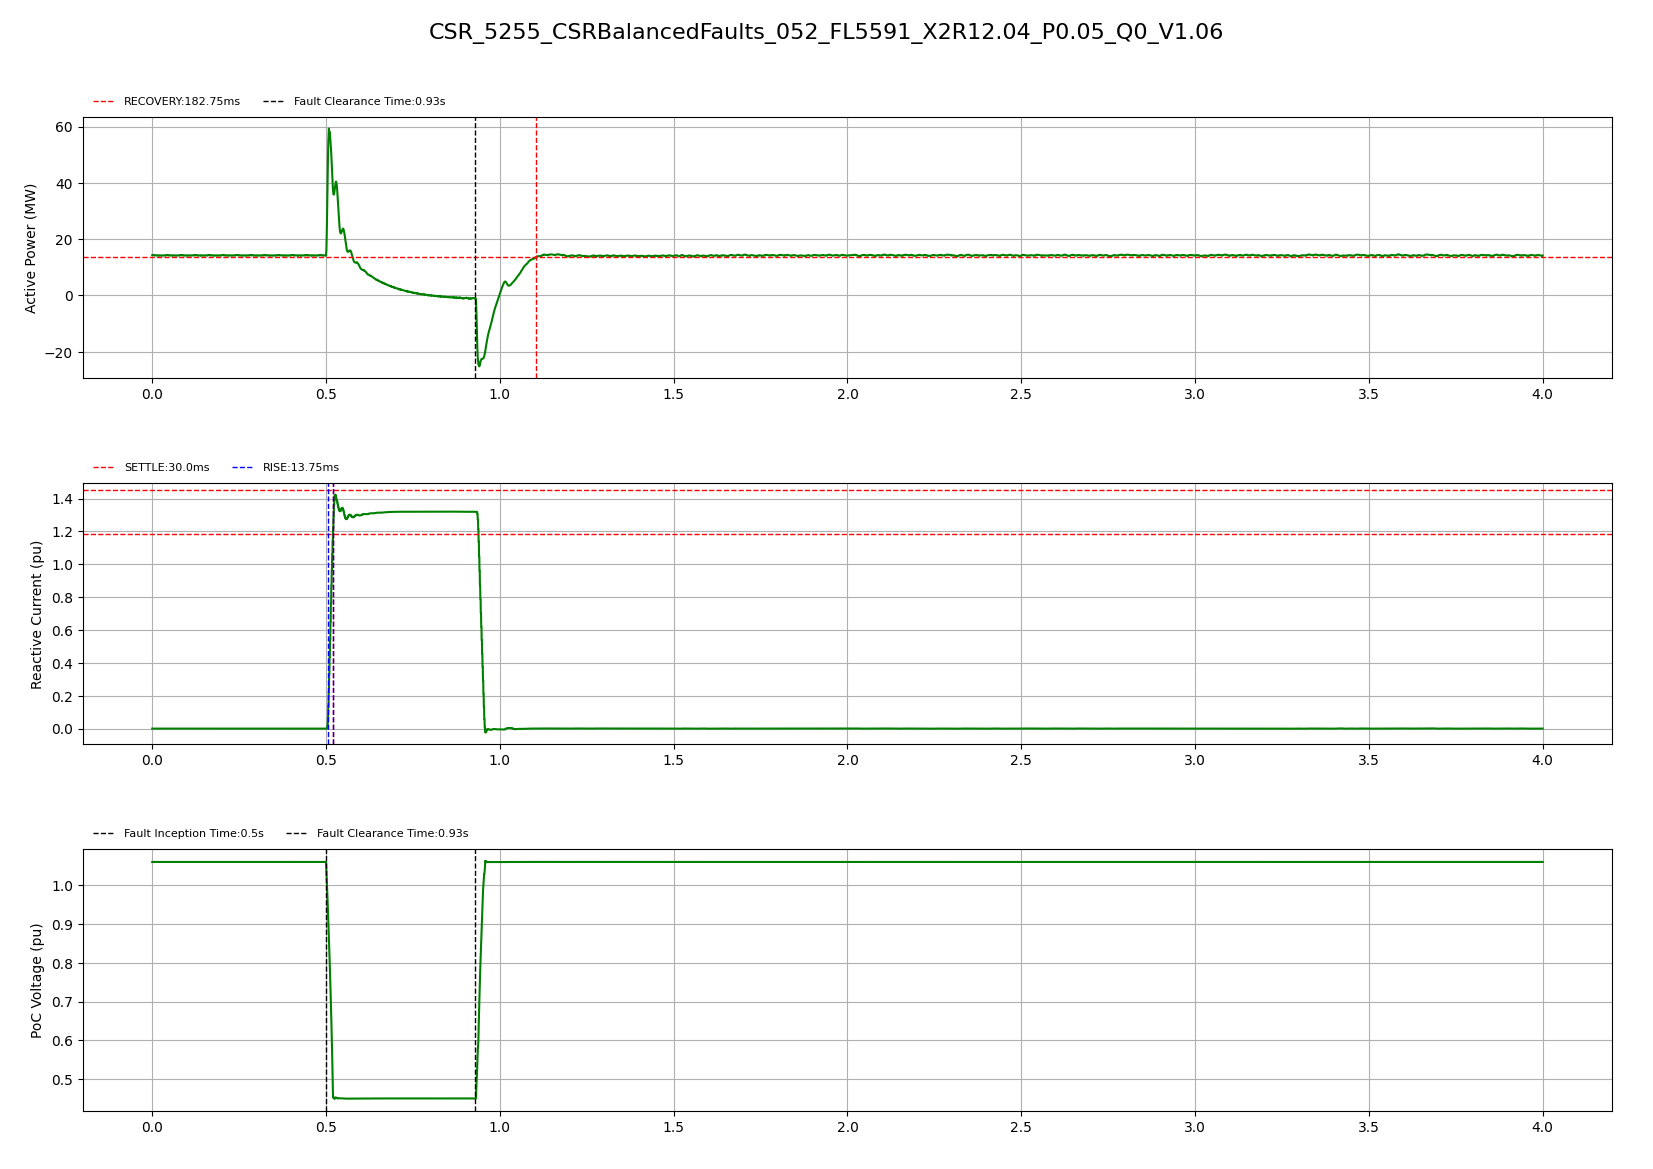 CSR_5255_CSRBalancedFaults_052_FL5591_X2R12.04_P0.05_Q0_V1.06
RECOVERY:182.75ms Fault Clearance Time:0.93s
Active Power (MW)
60
40
20
0
−20
0.0 0.5 1.0 1.5 2.0 2.5 3.0 3.5 4.0
SETTLE:30.0ms RISE:13.75ms
Reactive Current (pu)
1.4
1.2
1.0
0.8
0.6
0.4
0.2
0.0
0.0 0.5 1.0 1.5 2.0 2.5 3.0 3.5 4.0
Fault Inception Time:0.5s Fault Clearance Time:0.93s
PoC Voltage (pu)
1.0
0.9
0.8
0.7
0.6
0.5
0.0 0.5 1.0 1.5 2.0 2.5 3.0 3.5 4.0